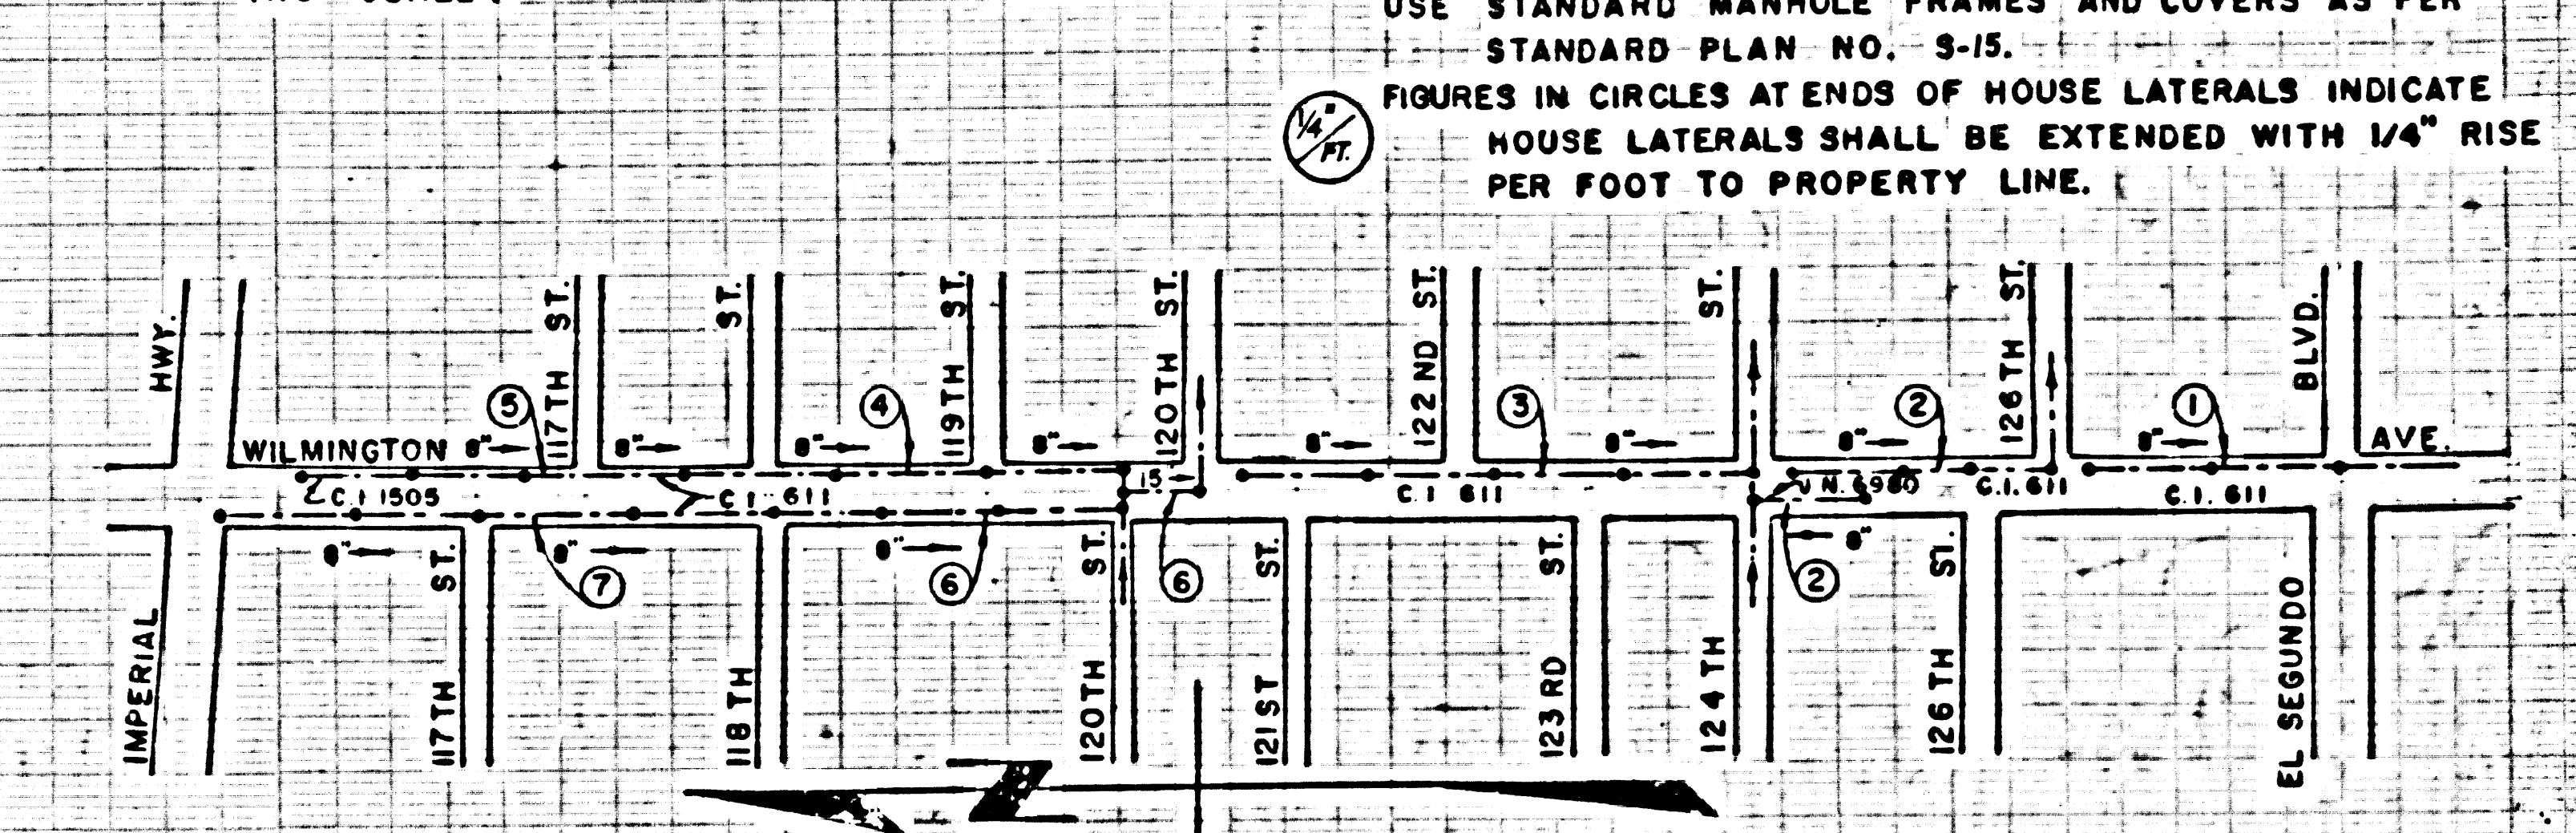 USE STANDARD MANHOLE FRAMES AND COVERS AS PER
STANDARD PLAN NO. S-15.
1/4" / FT.
FIGURES IN CIRCLES AT ENDS OF HOUSE LATERALS INDICATE
HOUSE LATERALS SHALL BE EXTENDED WITH 1/4" RISE
PER FOOT TO PROPERTY LINE.
HWY.
117TH ST.
ST.
119TH ST.
120TH ST.
122ND ST.
ST.
126TH ST.
BLVD.
5
4
3
2
1
WILMINGTON 8" 8" 8" 8" 8" 8" 8" 8" AVE.
C.I 1505
C.I. 611
15
C.I 611
N. 6980
C.I. 611
C.I. 611
8" 8" 8" 8"
7
6
6
2
IMPERIAL
117TH ST.
118TH
120TH ST.
121ST ST.
123RD ST.
124TH
126TH ST.
EL SEGUNDO
N